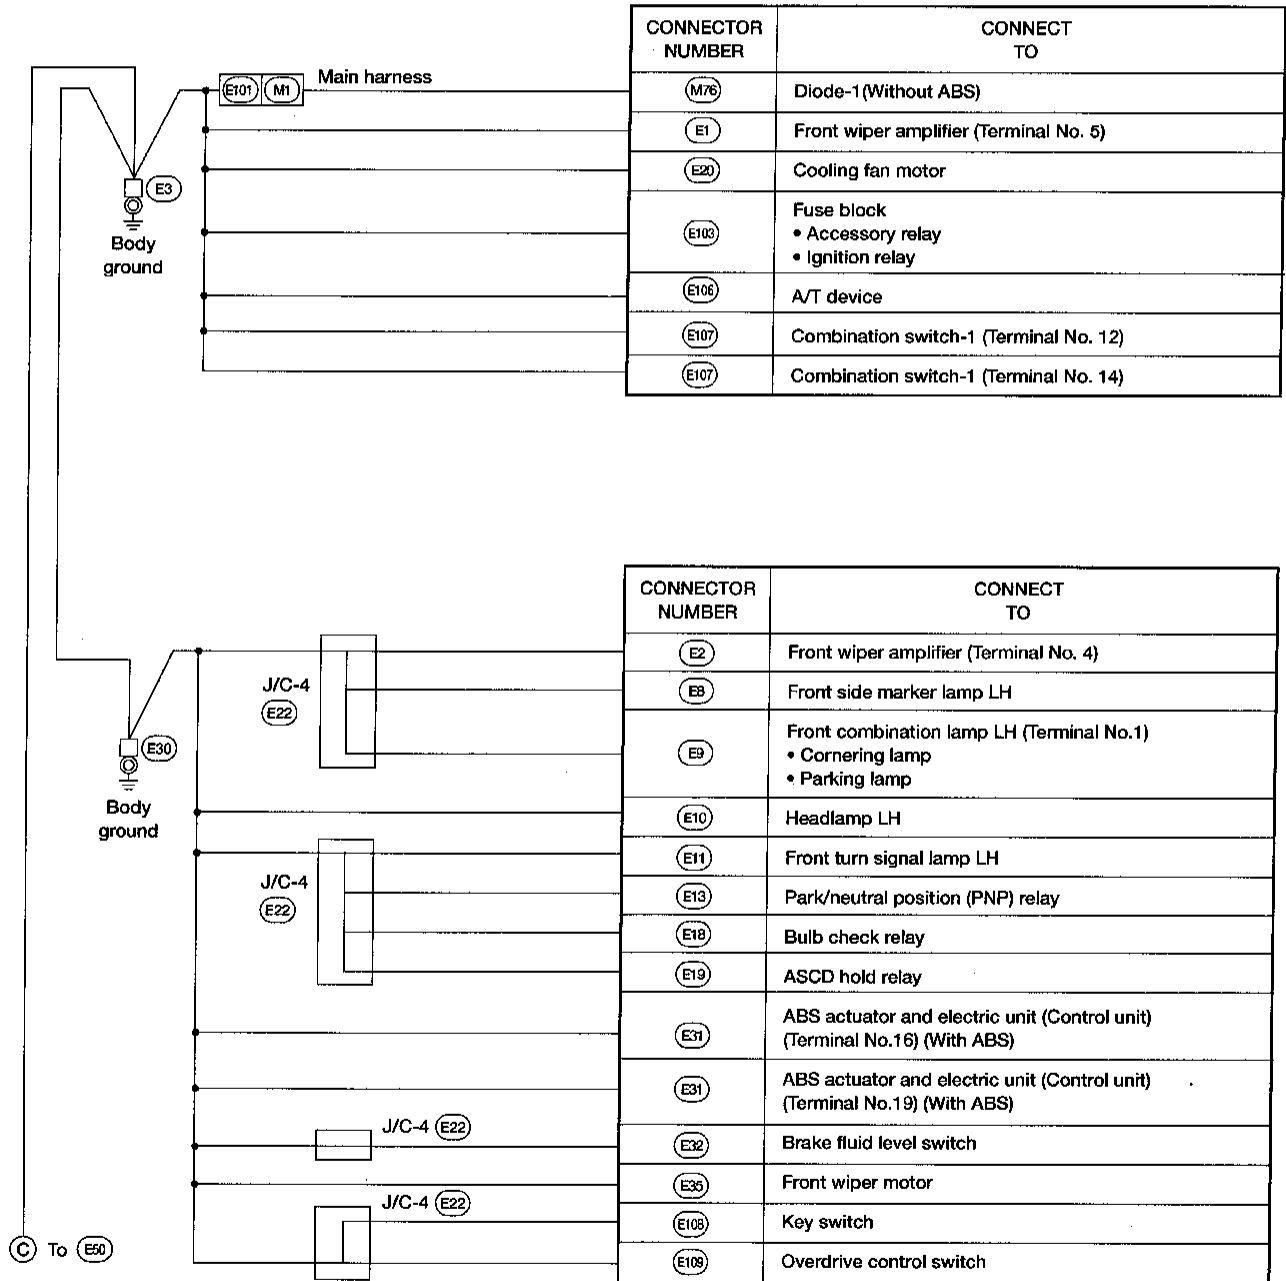 CONNECTOR NUMBER CONNECT TO
E101 M1 Main harness
M76 Diode-1(Without ABS)
E1 Front wiper amplifier (Terminal No. 5)
E20 Cooling fan motor
E3
Body
ground
E103 Fuse block
• Accessory relay
• Ignition relay
E106 A/T device
E107 Combination switch-1 (Terminal No. 12)
E107 Combination switch-1 (Terminal No. 14)
CONNECTOR NUMBER CONNECT TO
E2 Front wiper amplifier (Terminal No. 4)
J/C-4
E22
E8 Front side marker lamp LH
E30
Body
ground
E9 Front combination lamp LH (Terminal No.1)
• Cornering lamp
• Parking lamp
E10 Headlamp LH
E11 Front turn signal lamp LH
J/C-4
E22
E13 Park/neutral position (PNP) relay
E18 Bulb check relay
E19 ASCD hold relay
E31 ABS actuator and electric unit (Control unit)
(Terminal No.16) (With ABS)
E31 ABS actuator and electric unit (Control unit)
(Terminal No.19) (With ABS)
J/C-4 E22
E32 Brake fluid level switch
E35 Front wiper motor
J/C-4 E22
E108 Key switch
E109 Overdrive control switch
C To E50